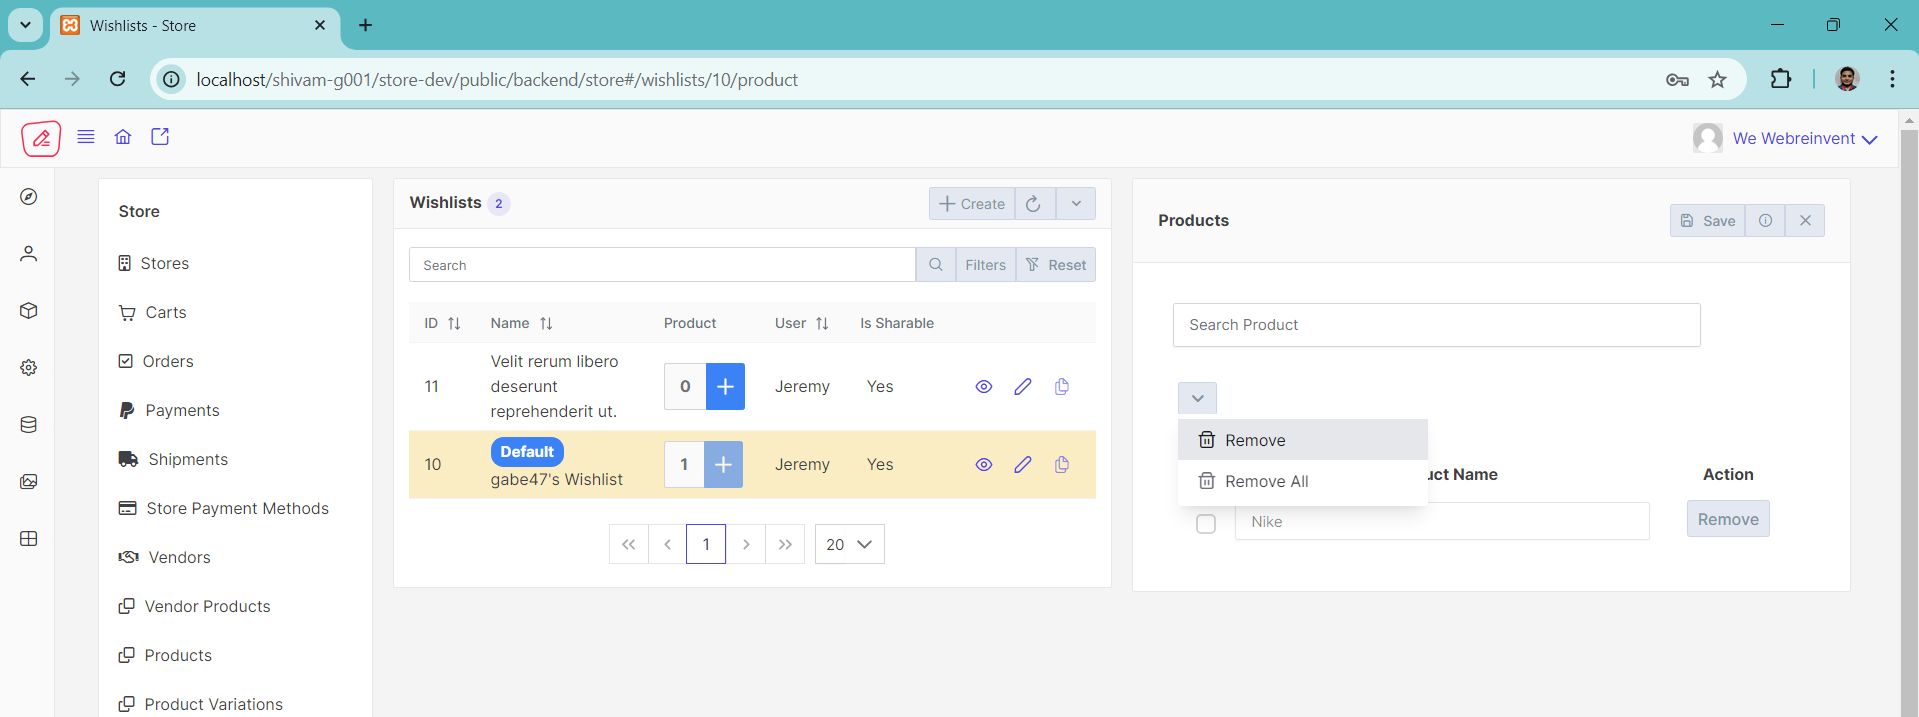 Wishlists - Store
localhost/shivam-g001/store-dev/public/backend/store#/wishlists/10/product
We Webreinvent
Store
Stores
Carts
Orders
Payments
Shipments
Store Payment Methods
Vendors
Vendor Products
Products
Product Variations
Wishlists 2
Create
Search
Filters
Reset
ID Name Product User Is Sharable
11 Velit rerum libero deserunt reprehenderit ut. 0 Jeremy Yes
10 Default gabe47's Wishlist 1 Jeremy Yes
1
20
Products
Save
Search Product
Remove
Remove All
uct Name Action
Nike Remove